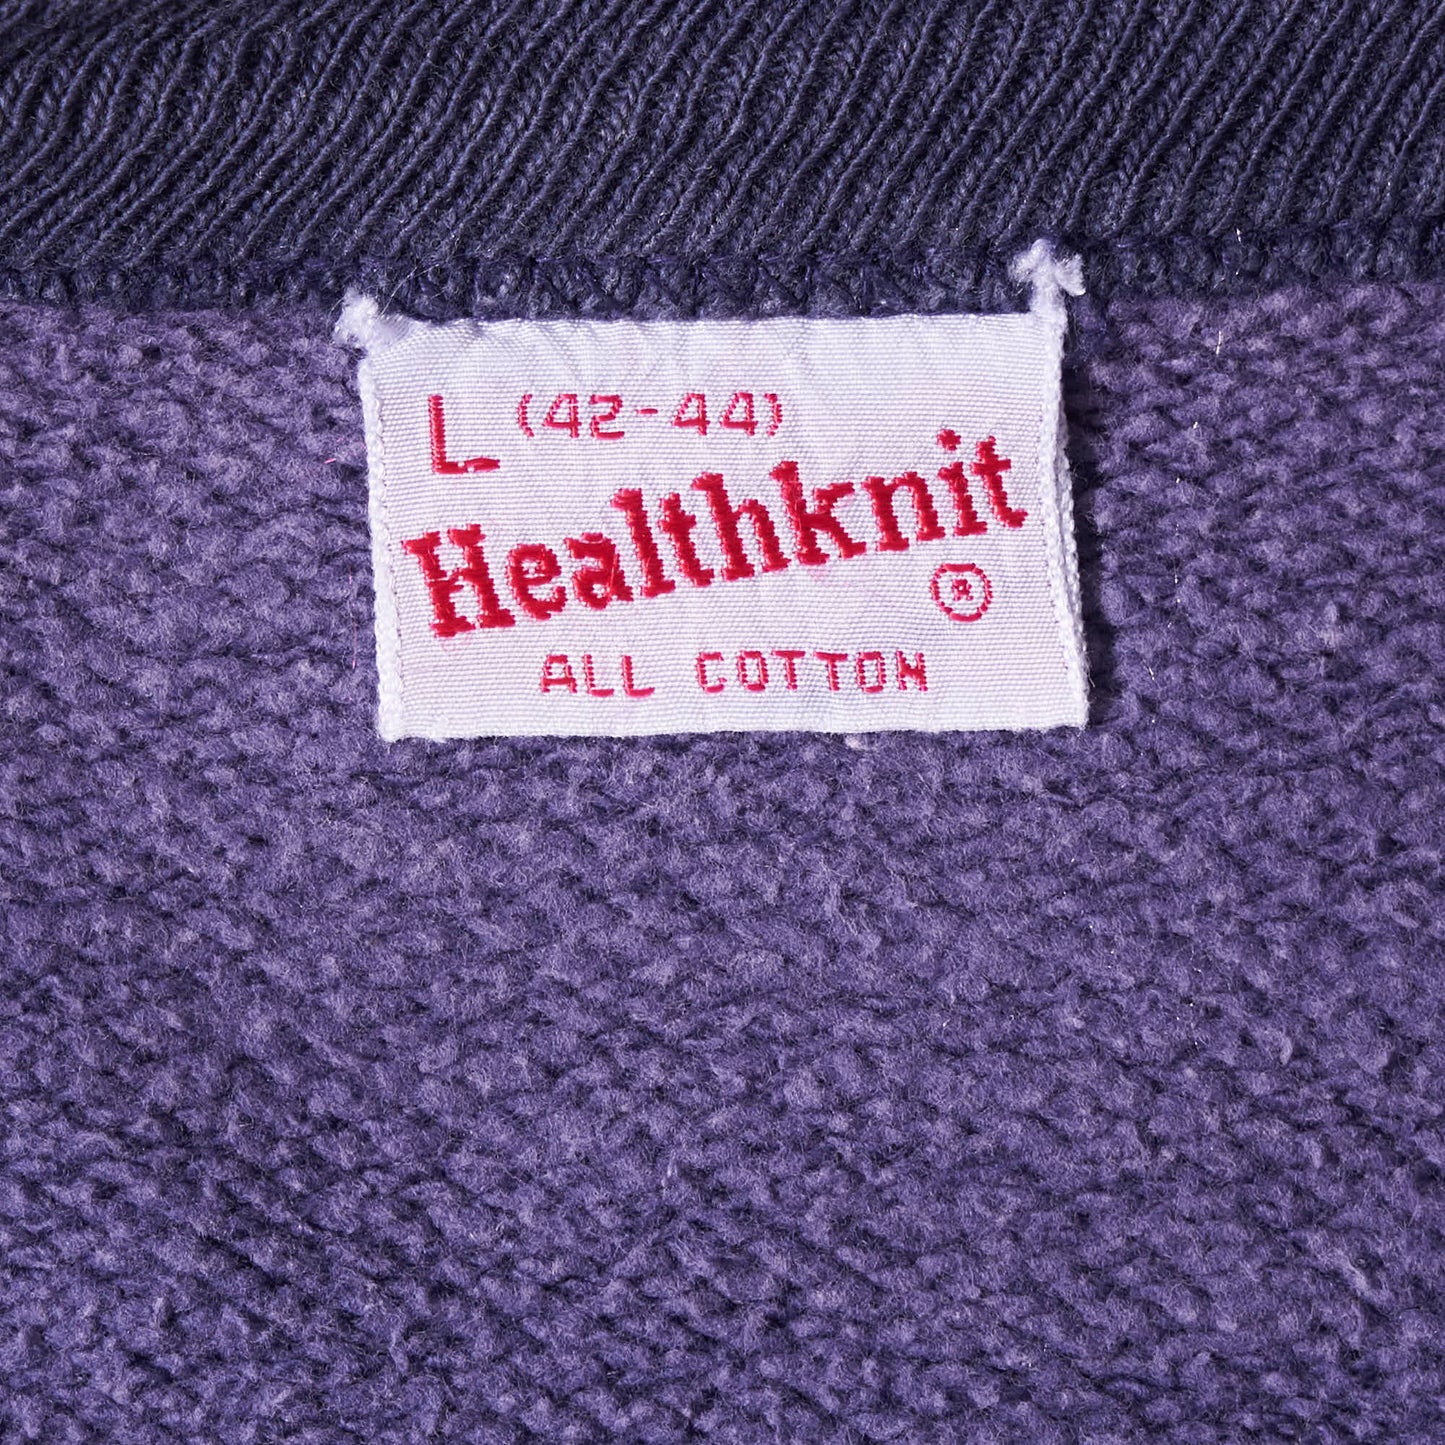 L (42-44)
Healthknit
®
ALL COTTON